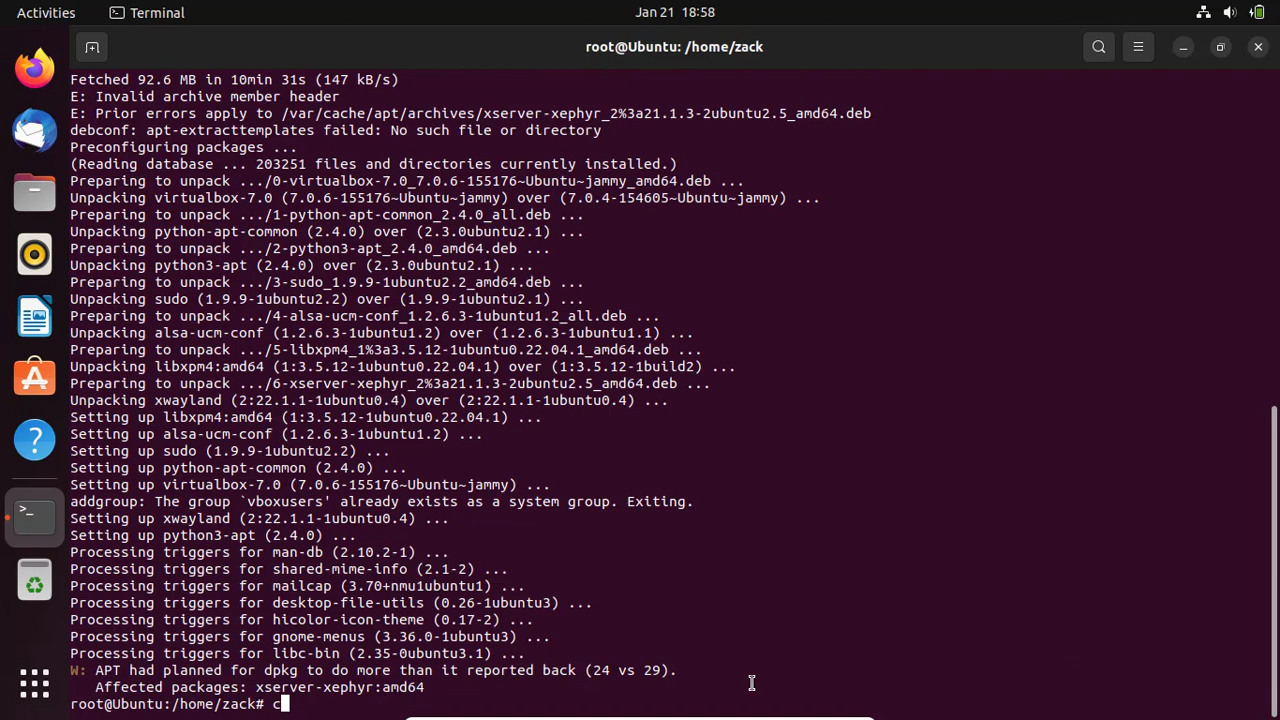 Activities
Terminal
Jan 21 18:58
root@Ubuntu: /home/zack
Fetched 92.6 MB in 10min 31s (147 kB/s)
E: Invalid archive member header
E: Prior errors apply to /var/cache/apt/archives/xserver-xephyr_2%3a21.1.3-2ubuntu2.5_amd64.deb
debconf: apt-extracttemplates failed: No such file or directory
Preconfiguring packages ...
(Reading database ... 203251 files and directories currently installed.)
Preparing to unpack .../0-virtualbox-7.0_7.0.6-155176~Ubuntu~jammy_amd64.deb ...
Unpacking virtualbox-7.0 (7.0.6-155176~Ubuntu~jammy) over (7.0.4-154605~Ubuntu~jammy) ...
Preparing to unpack .../1-python-apt-common_2.4.0_all.deb ...
Unpacking python-apt-common (2.4.0) over (2.3.0ubuntu2.1) ...
Preparing to unpack .../2-python3-apt_2.4.0_amd64.deb ...
Unpacking python3-apt (2.4.0) over (2.3.0ubuntu2.1) ...
Preparing to unpack .../3-sudo_1.9.9-1ubuntu2.2_amd64.deb ...
Unpacking sudo (1.9.9-1ubuntu2.2) over (1.9.9-1ubuntu2.1) ...
Preparing to unpack .../4-alsa-ucm-conf_1.2.6.3-1ubuntu1.2_all.deb ...
Unpacking alsa-ucm-conf (1.2.6.3-1ubuntu1.2) over (1.2.6.3-1ubuntu1.1) ...
Preparing to unpack .../5-libxpm4_1%3a3.5.12-1ubuntu0.22.04.1_amd64.deb ...
Unpacking libxpm4:amd64 (1:3.5.12-1ubuntu0.22.04.1) over (1:3.5.12-1build2) ...
Preparing to unpack .../6-xserver-xephyr_2%3a21.1.3-2ubuntu2.5_amd64.deb ...
Unpacking xwayland (2:22.1.1-1ubuntu0.4) over (2:22.1.1-1ubuntu0.4) ...
Setting up libxpm4:amd64 (1:3.5.12-1ubuntu0.22.04.1) ...
Setting up alsa-ucm-conf (1.2.6.3-1ubuntu1.2) ...
Setting up sudo (1.9.9-1ubuntu2.2) ...
Setting up python-apt-common (2.4.0) ...
Setting up virtualbox-7.0 (7.0.6-155176~Ubuntu~jammy) ...
addgroup: The group `vboxusers' already exists as a system group. Exiting.
Setting up xwayland (2:22.1.1-1ubuntu0.4) ...
Setting up python3-apt (2.4.0) ...
Processing triggers for man-db (2.10.2-1) ...
Processing triggers for shared-mime-info (2.1-2) ...
Processing triggers for mailcap (3.70+nmu1ubuntu1) ...
Processing triggers for desktop-file-utils (0.26-1ubuntu3) ...
Processing triggers for hicolor-icon-theme (0.17-2) ...
Processing triggers for gnome-menus (3.36.0-1ubuntu3) ...
Processing triggers for libc-bin (2.35-0ubuntu3.1) ...
W: APT had planned for dpkg to do more than it reported back (24 vs 29).
Affected packages: xserver-xephyr:amd64
root@Ubuntu:/home/zack# c